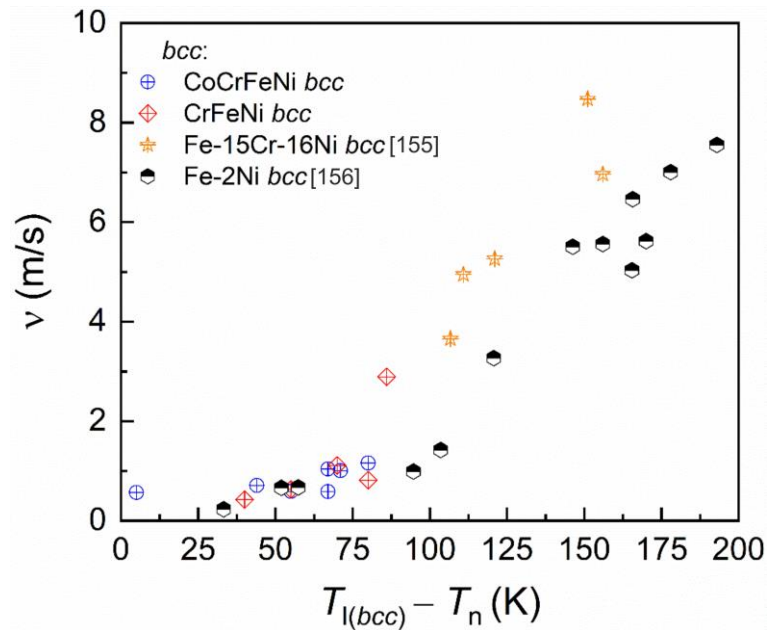 10
8
6
4
2
0
ν (m/s)
bcc:
CoCrFeNi bcc
CrFeNi bcc
Fe-15Cr-16Ni bcc [155]
Fe-2Ni bcc [156]
0 25 50 75 100 125 150 175 200
Tl(bcc) − Tn (K)